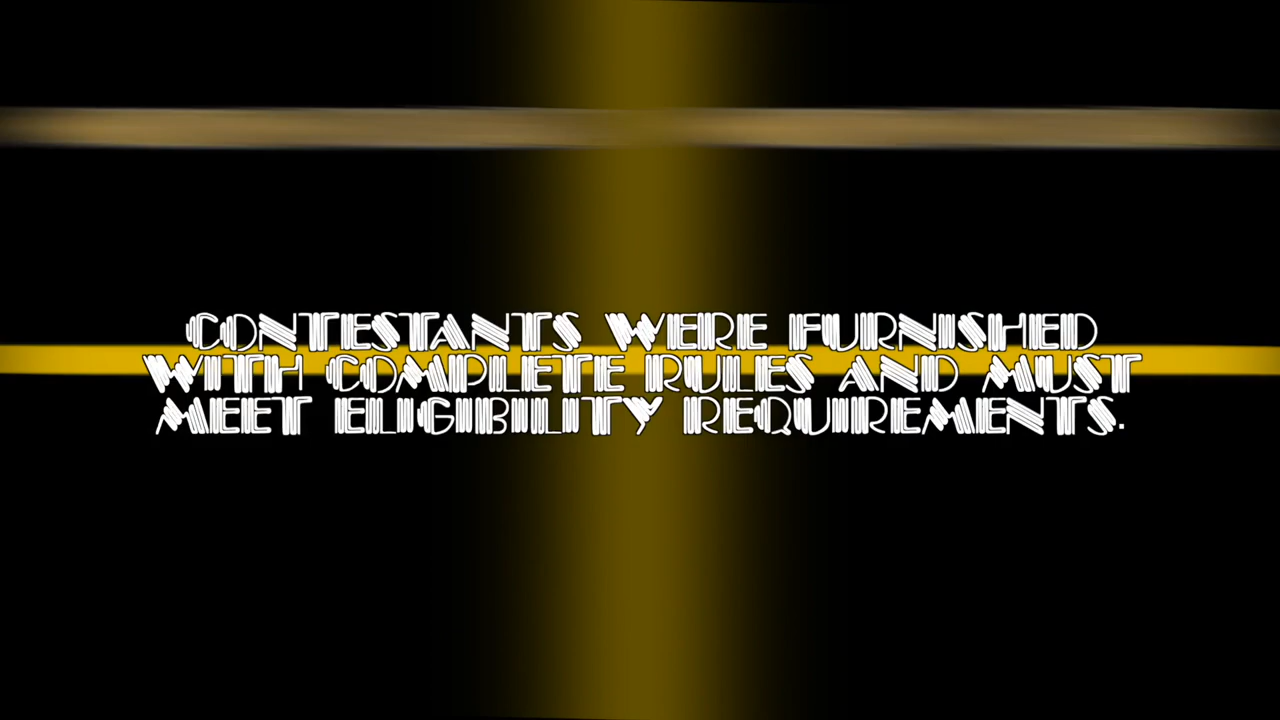 CONTESTANTS WERE FURNISHED
WITH COMPLETE RULES AND MUST
MEET ELIGIBILITY REQUIREMENTS.